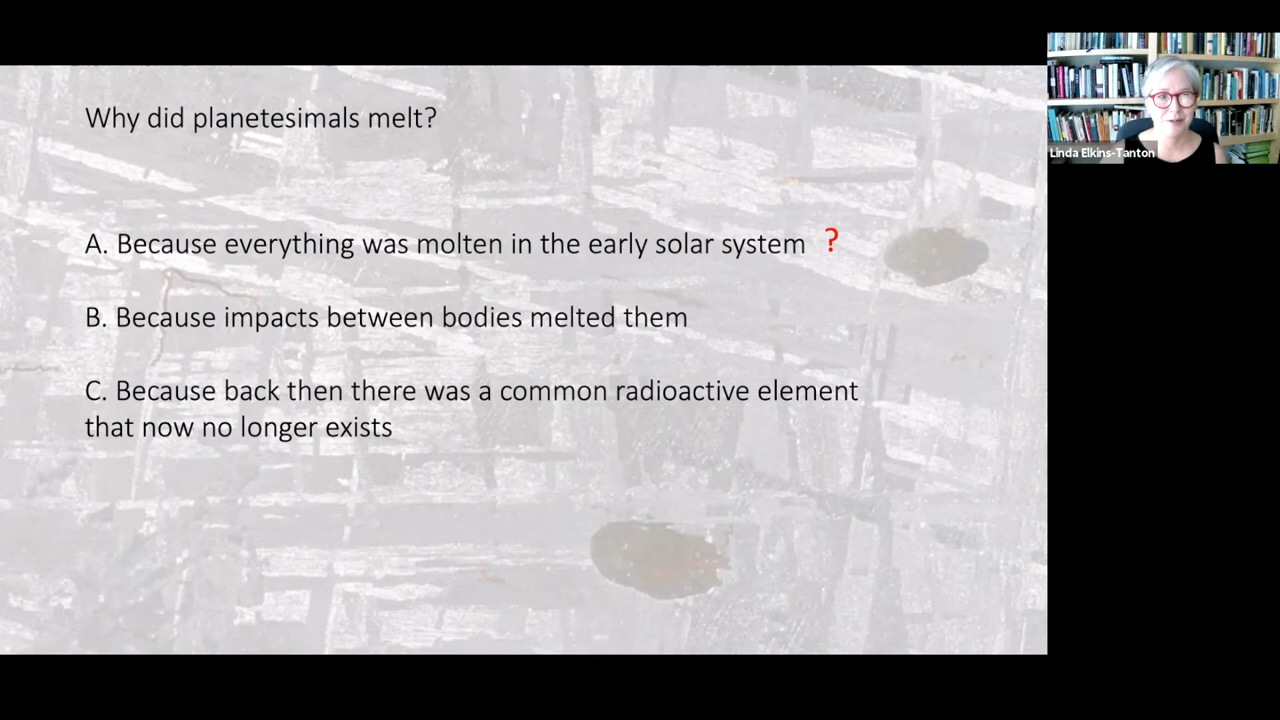 Why did planetesimals melt?
A. Because everything was molten in the early solar system ?
B. Because impacts between bodies melted them
C. Because back then there was a common radioactive element
that now no longer exists
Linda Elkins-Tanton